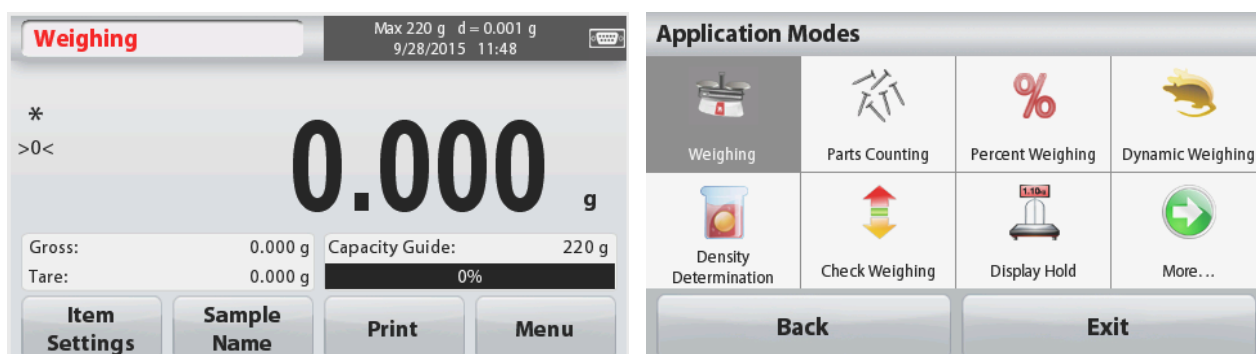 Weighing
Max 220 g d = 0.001 g
9/28/2015 11:48
*
>0<
0.000 g
Gross: 0.000 g
Tare: 0.000 g
Capacity Guide: 220 g
0%
Item
Settings
Sample
Name
Print
Menu
Application Modes
Weighing
Parts Counting
Percent Weighing
Dynamic Weighing
Density
Determination
Check Weighing
1.10
Display Hold
More...
Back
Exit